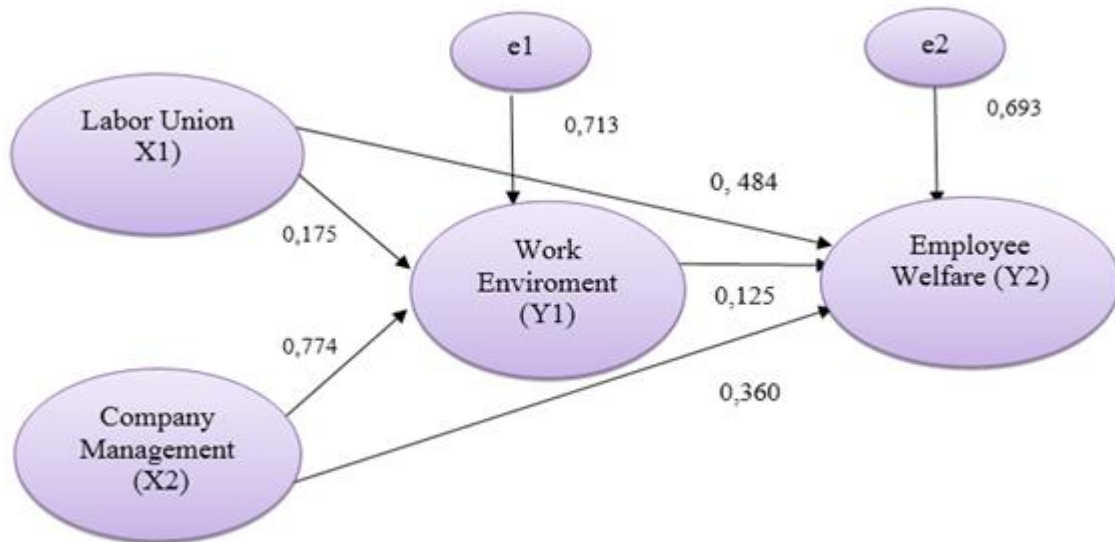 e1
e2
Labor Union
X1)
0,713
0,693
0, 484
0,175
Work
Enviroment
(Y1)
Employee
Welfare (Y2)
0,125
0,774
0,360
Company
Management
(X2)